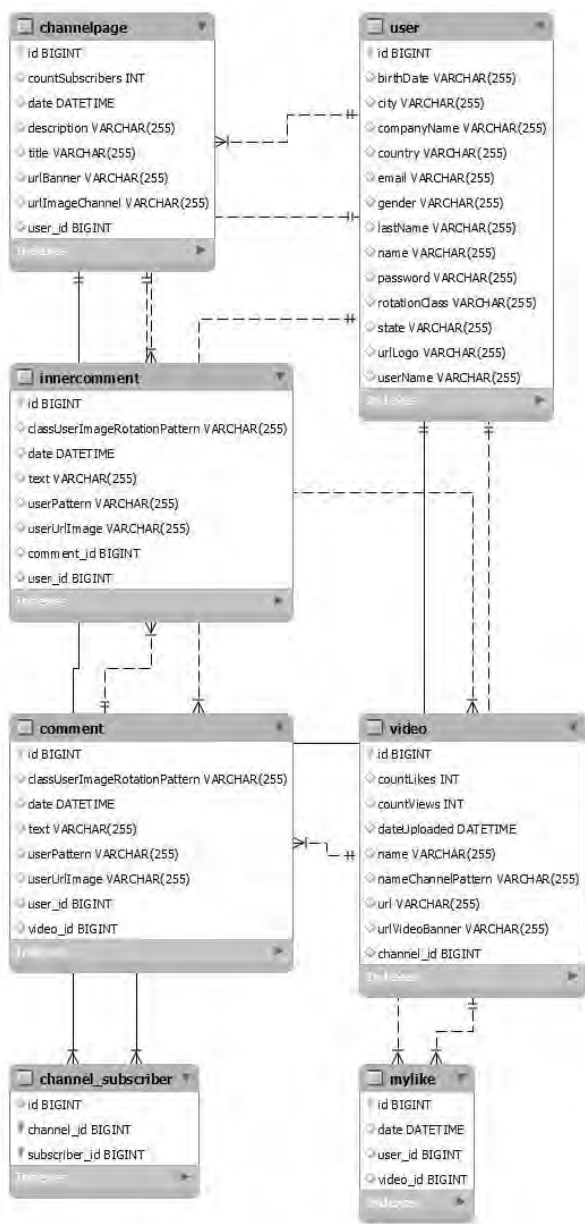 channelpage
id BIGINT
countSubscribers INT
date DATETIME
description VARCHAR(255)
title VARCHAR(255)
urlBanner VARCHAR(255)
urlImageChannel VARCHAR(255)
user_id BIGINT
Indexes
user
id BIGINT
birthDate VARCHAR(255)
city VARCHAR(255)
companyName VARCHAR(255)
country VARCHAR(255)
email VARCHAR(255)
gender VARCHAR(255)
lastName VARCHAR(255)
name VARCHAR(255)
password VARCHAR(255)
rotationClass VARCHAR(255)
state VARCHAR(255)
urlLogo VARCHAR(255)
userName VARCHAR(255)
Indexes
innercomment
id BIGINT
classUserImageRotationPattern VARCHAR(255)
date DATETIME
text VARCHAR(255)
userPattern VARCHAR(255)
userUrlImage VARCHAR(255)
comment_id BIGINT
user_id BIGINT
Indexes
comment
id BIGINT
classUserImageRotationPattern VARCHAR(255)
date DATETIME
text VARCHAR(255)
userPattern VARCHAR(255)
userUrlImage VARCHAR(255)
user_id BIGINT
video_id BIGINT
Indexes
video
id BIGINT
countLikes INT
countViews INT
dateUploaded DATETIME
name VARCHAR(255)
nameChannelPattern VARCHAR(255)
url VARCHAR(255)
urlVideoBanner VARCHAR(255)
channel_id BIGINT
Indexes
channel_subscriber
id BIGINT
channel_id BIGINT
subscriber_id BIGINT
Indexes
mylike
id BIGINT
date DATETIME
user_id BIGINT
video_id BIGINT
Indexes